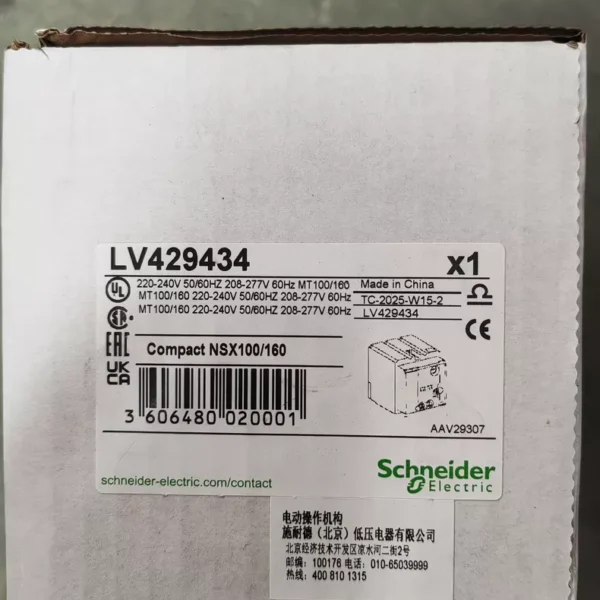 LV429434 x1
220-240V 50/60HZ 208-277V 60Hz MT100/160 Made in China
MT100/160 220-240V 50/60HZ 208-277V 60Hz TC-2025-W15-2
MT100/160 220-240V 50/60HZ 208-277V 60Hz LV429434
UL
CE
EAC
Compact NSX100/160
UK
CA
3 606480 020001
AAV29307
schneider-electric.com/contact
Schneider
Electric
电动操作机构
施耐德（北京）低压电器有限公司
北京经济技术开发区凉水河二街2号
邮编：100176 电话：010-65039999
热线：400 810 1315